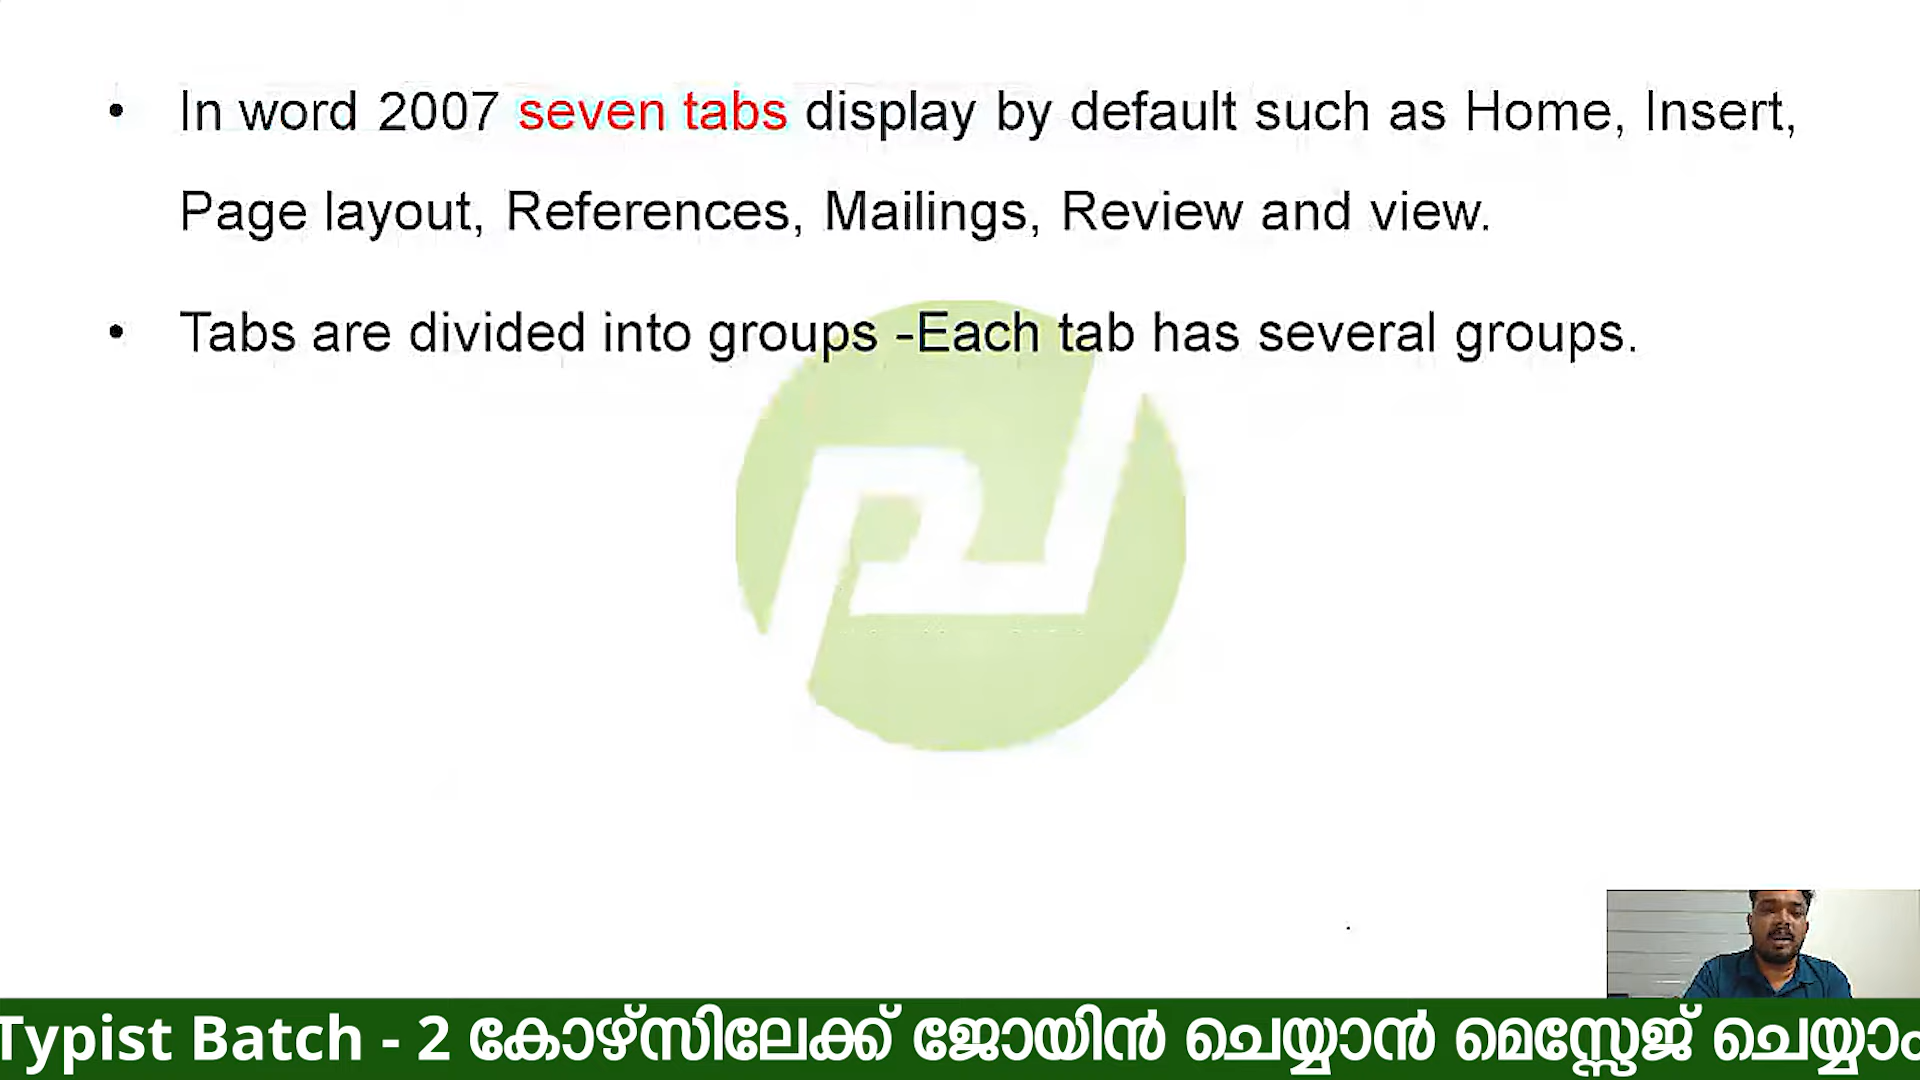 • In word 2007 seven tabs display by default such as Home, Insert,
Page layout, References, Mailings, Review and view.
• Tabs are divided into groups -Each tab has several groups.
Typist Batch - 2 കോഴ്സിലേക്ക് ജോയിൻ ചെയ്യാൻ മെസ്സേജ് ചെയ്യാം